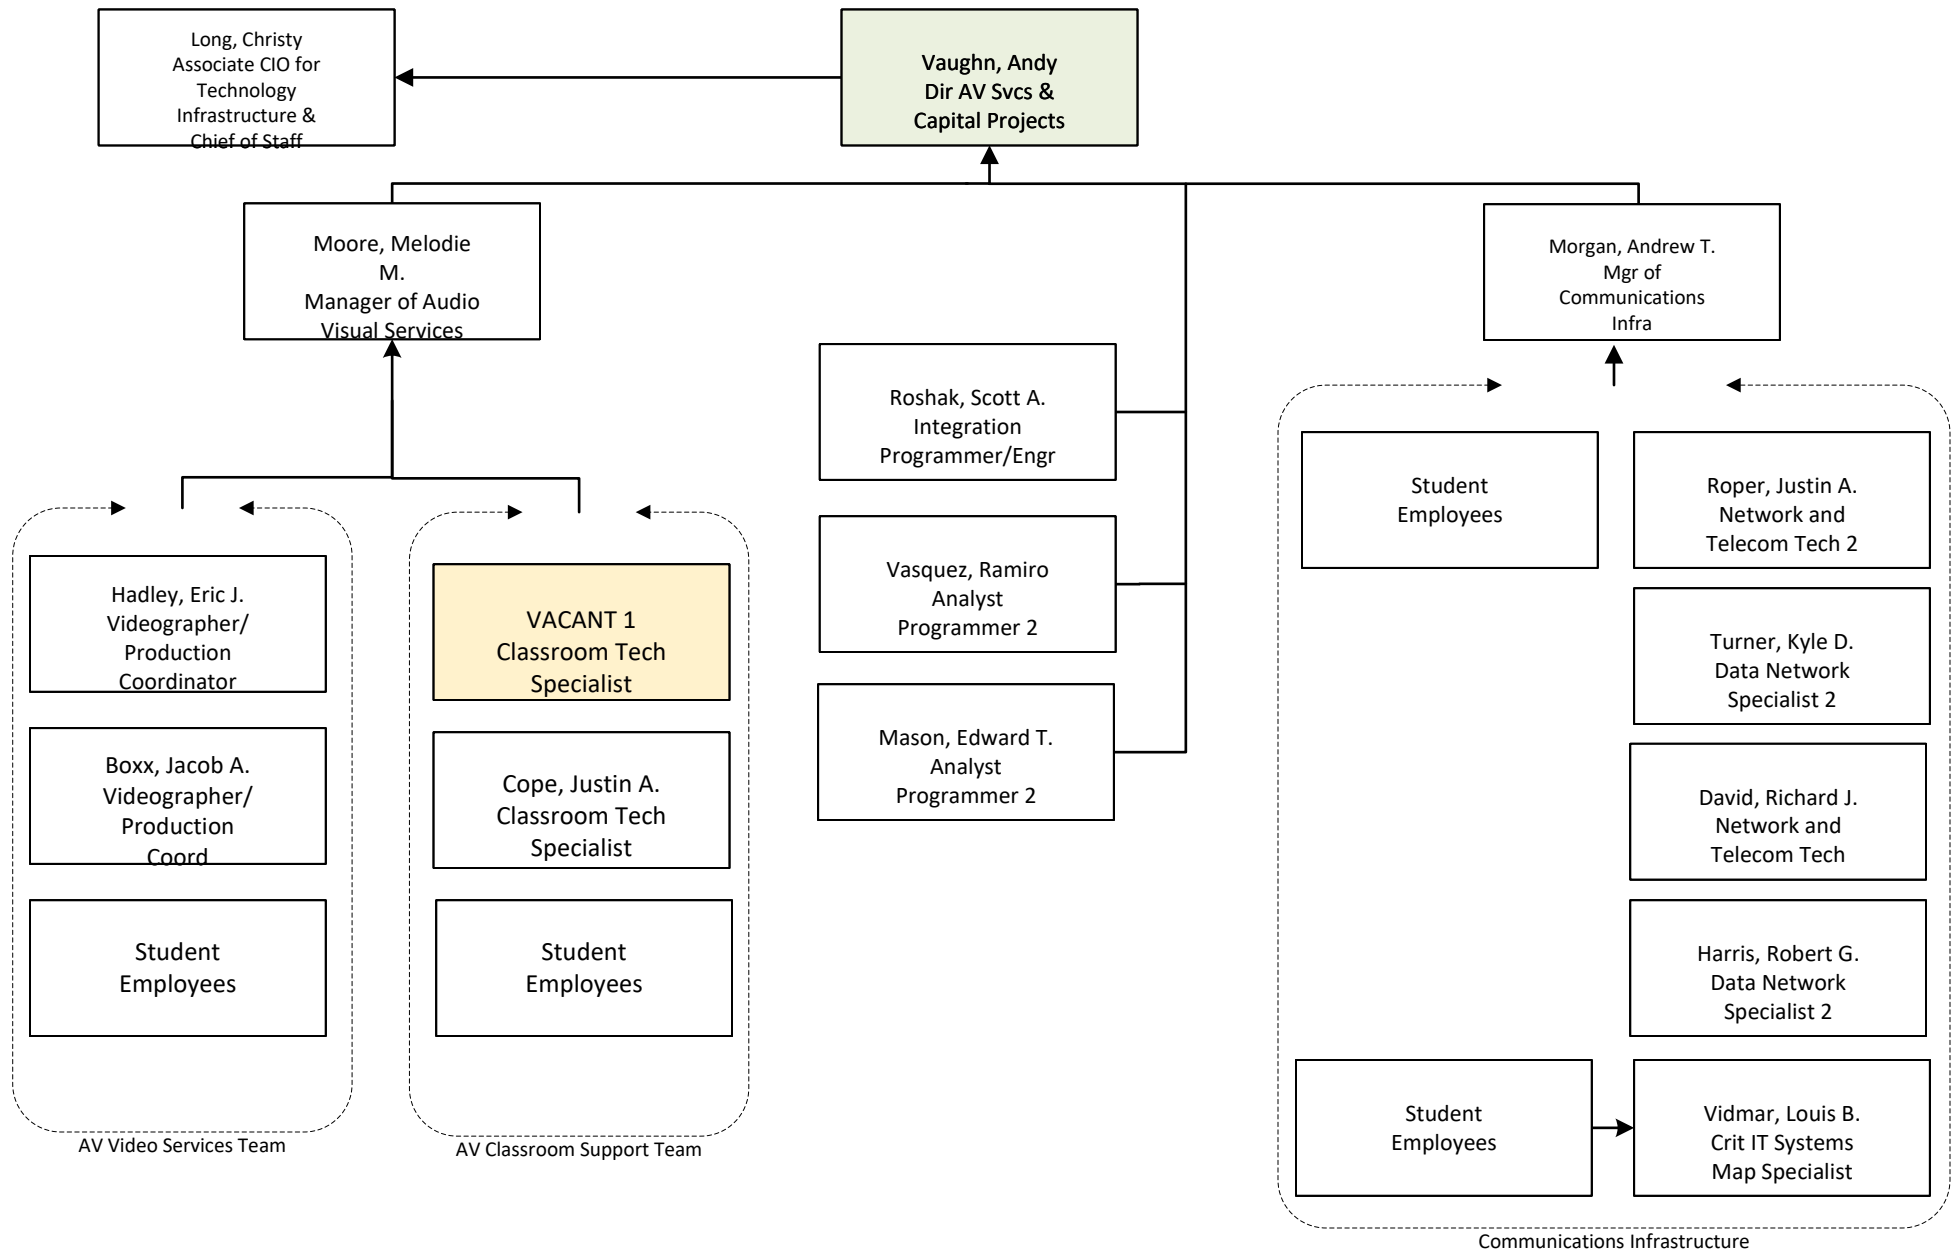 Long, Christy
Associate CIO for
Technology
Infrastructure &
Chief of Staff
Vaughn, Andy
Dir AV Svcs &
Capital Projects
Moore, Melodie
M.
Manager of Audio
Visual Services
Morgan, Andrew T.
Mgr of
Communications
Infra
Roshak, Scott A.
Integration
Programmer/Engr
Vasquez, Ramiro
Analyst
Programmer 2
Mason, Edward T.
Analyst
Programmer 2
Hadley, Eric J.
Videographer/
Production
Coordinator
Boxx, Jacob A.
Videographer/
Production
Coord
Student
Employees
AV Video Services Team
VACANT 1
Classroom Tech
Specialist
Cope, Justin A.
Classroom Tech
Specialist
Student
Employees
AV Classroom Support Team
Student
Employees
Roper, Justin A.
Network and
Telecom Tech 2
Turner, Kyle D.
Data Network
Specialist 2
David, Richard J.
Network and
Telecom Tech
Harris, Robert G.
Data Network
Specialist 2
Student
Employees
Vidmar, Louis B.
Crit IT Systems
Map Specialist
Communications Infrastructure